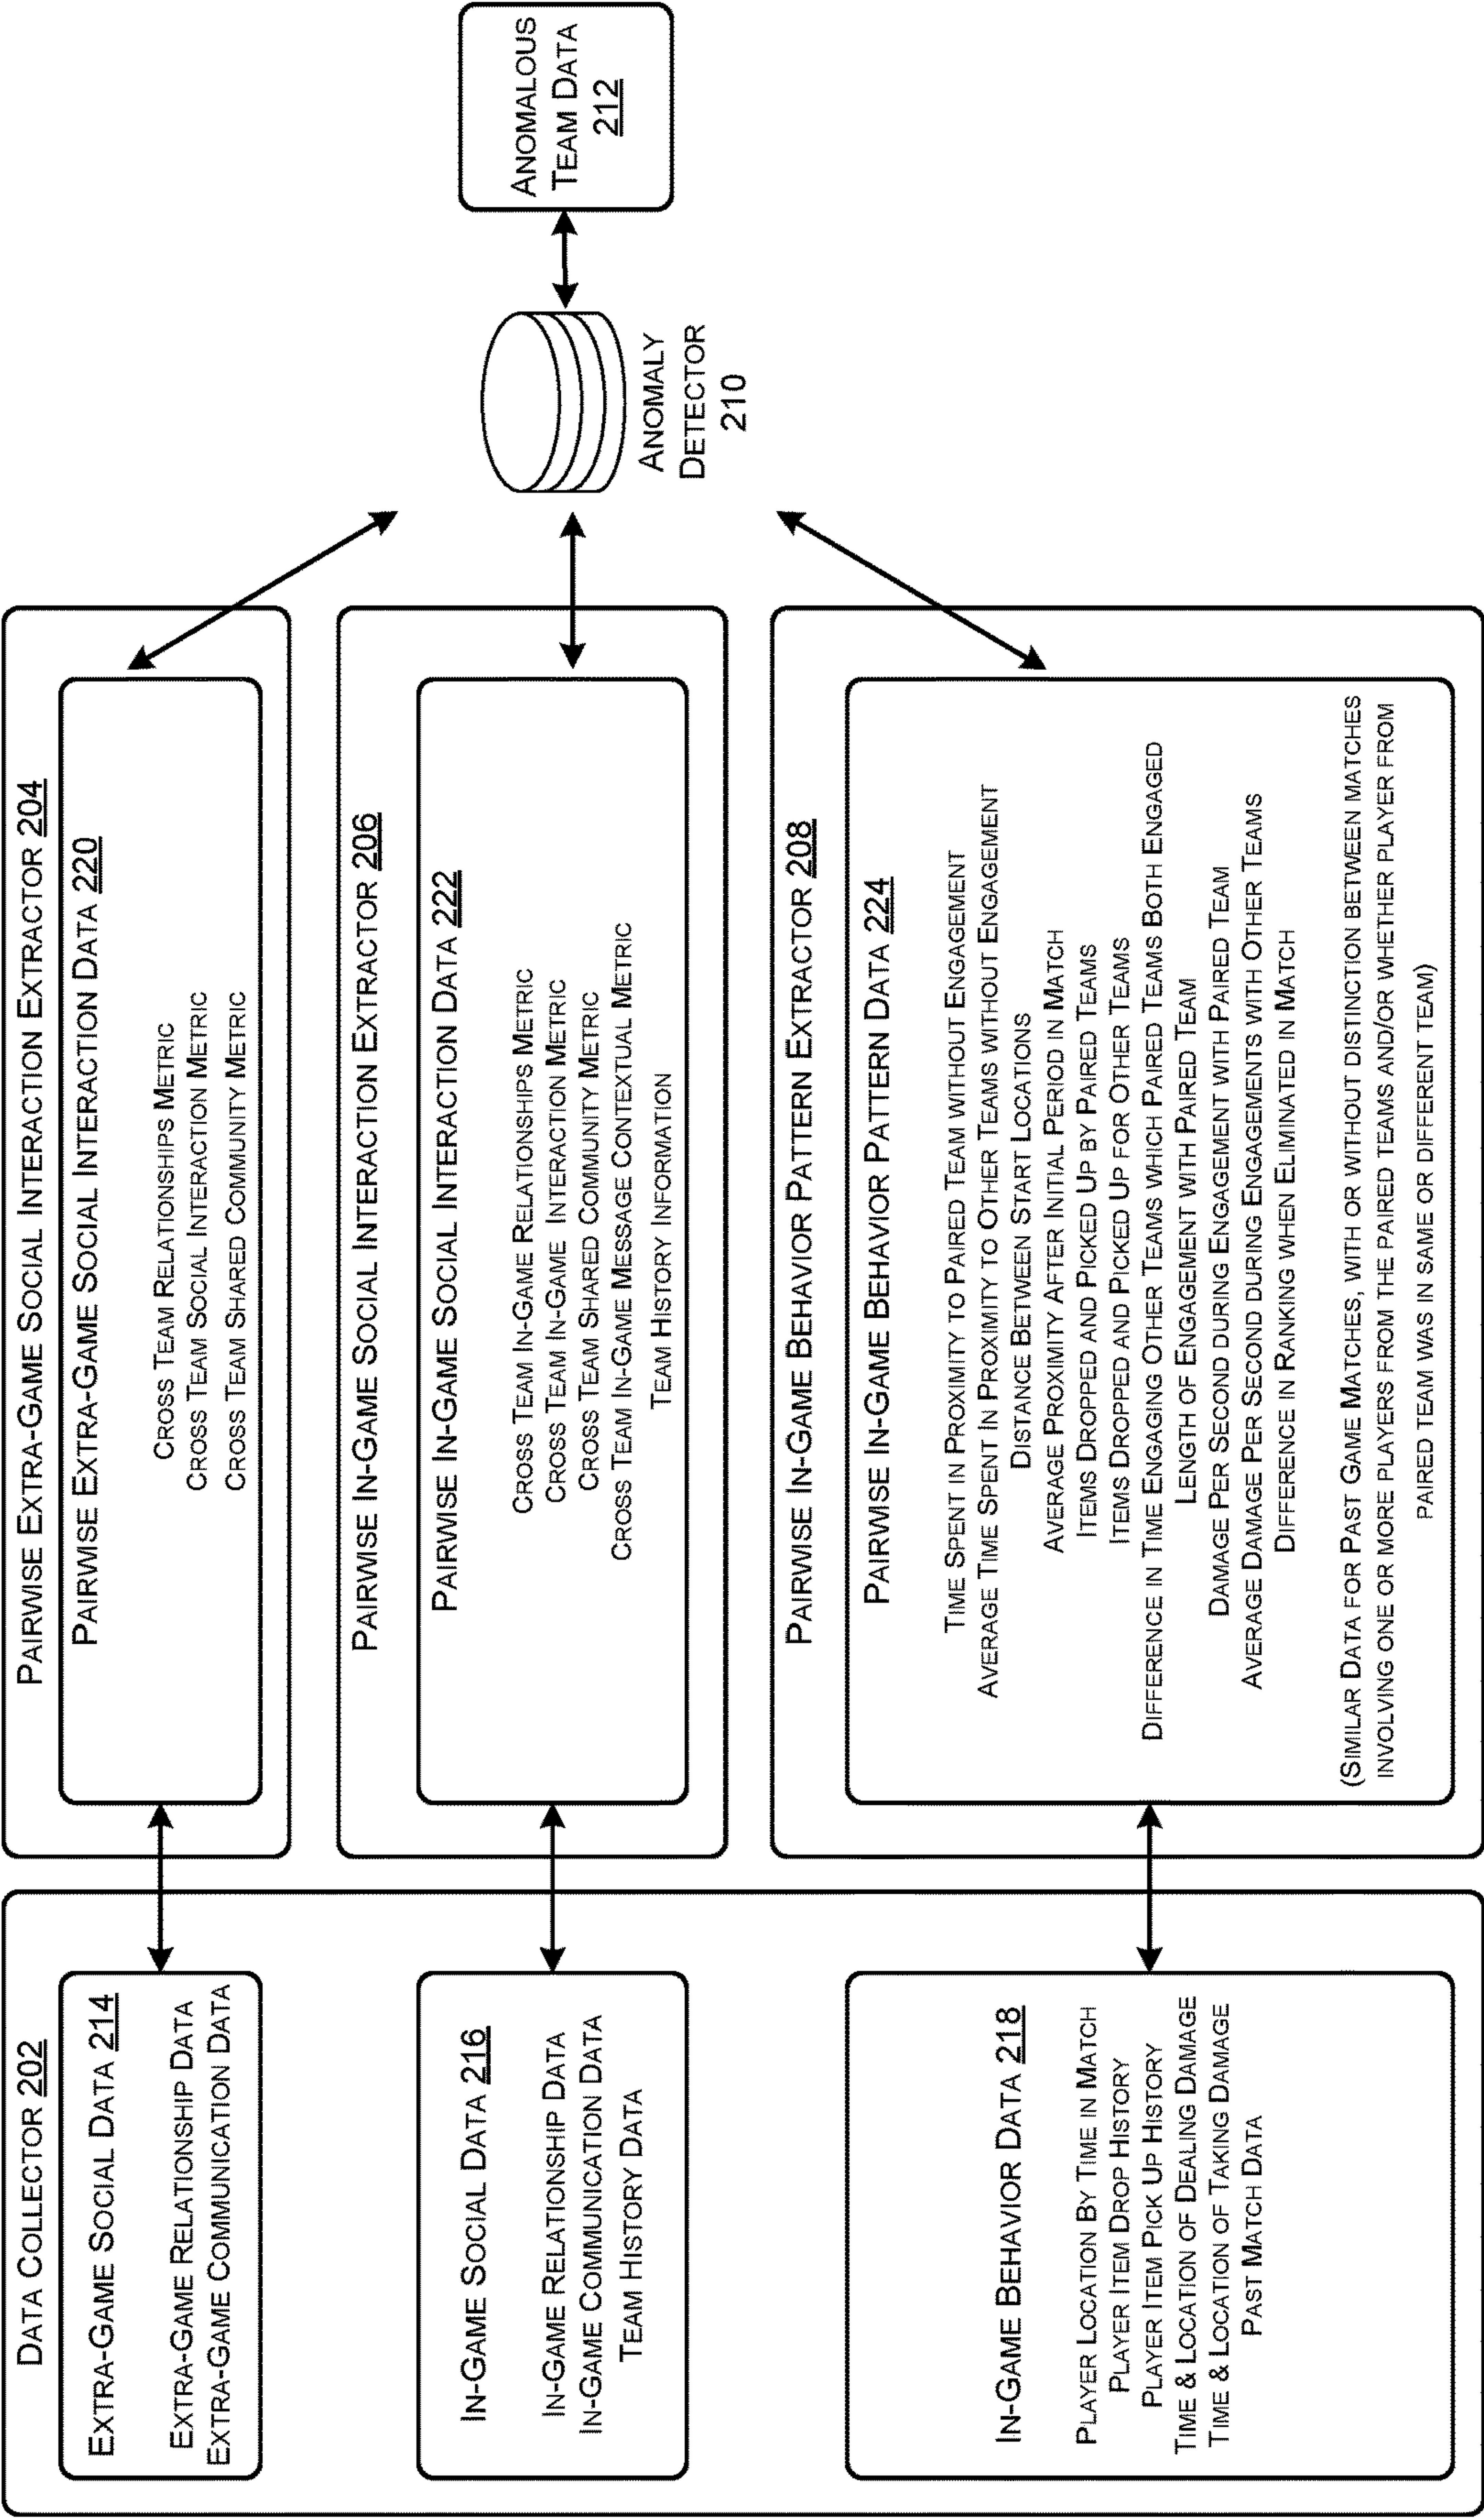 Data Collector 202
Extra-Game Social Data 214
Extra-Game Relationship Data
Extra-Game Communication Data
In-Game Social Data 216
In-Game Relationship Data
In-Game Communication Data
Team History Data
In-Game Behavior Data 218
Player Location By Time in Match
Player Item Drop History
Player Item Pick Up History
Time & Location of Dealing Damage
Time & Location of Taking Damage
Past Match Data
Pairwise Extra-Game Social Interaction Extractor 204
Pairwise Extra-Game Social Interaction Data 220
Cross Team Relationships Metric
Cross Team Social Interaction Metric
Cross Team Shared Community Metric
Pairwise In-Game Social Interaction Extractor 206
Pairwise In-Game Social Interaction Data 222
Cross Team In-Game Relationships Metric
Cross Team In-Game Interaction Metric
Cross Team Shared Community Metric
Cross Team In-Game Message Contextual Metric
Team History Information
Pairwise In-Game Behavior Pattern Extractor 208
Pairwise In-Game Behavior Pattern Data 224
Time Spent in Proximity to Paired Team without Engagement
Average Time Spent In Proximity to Other Teams without Engagement
Distance Between Start Locations
Average Proximity After Initial Period in Match
Items Dropped and Picked Up by Paired Teams
Items Dropped and Picked Up for Other Teams
Difference in Time Engaging Other Teams which Paired Teams Both Engaged
Length of Engagement with Paired Team
Damage Per Second during Engagement with Paired Team
Average Damage Per Second during Engagements with Other Teams
Difference in Ranking when Eliminated in Match
(Similar Data for Past Game Matches, with or without distinction between matches
involving one or more players from the paired teams and/or whether player from
paired team was in same or different team)
Anomaly
Detector
210
Anomalous
Team Data
212